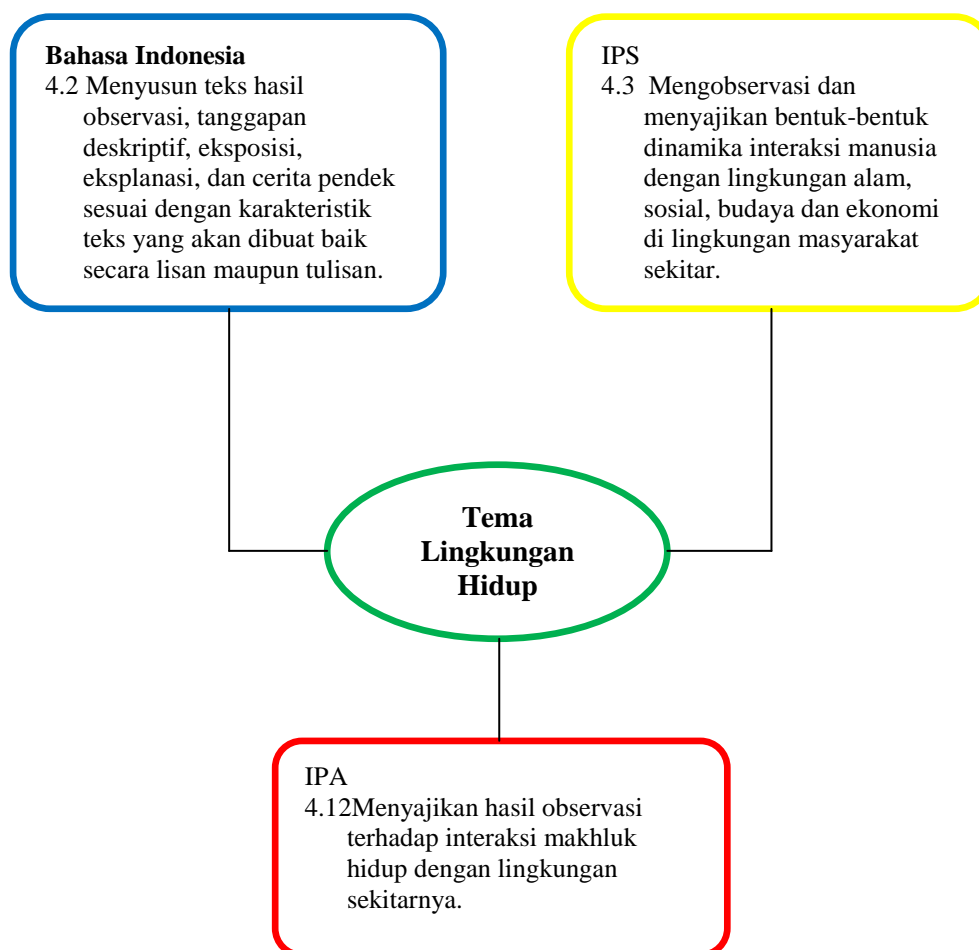 Bahasa Indonesia
4.2 Menyusun teks hasil
observasi, tanggapan
deskriptif, eksposisi,
eksplanasi, dan cerita pendek
sesuai dengan karakteristik
teks yang akan dibuat baik
secara lisan maupun tulisan.
IPS
4.3 Mengobservasi dan
menyajikan bentuk-bentuk
dinamika interaksi manusia
dengan lingkungan alam,
sosial, budaya dan ekonomi
di lingkungan masyarakat
sekitar.
Tema
Lingkungan
Hidup
IPA
4.12Menyajikan hasil observasi
terhadap interaksi makhluk
hidup dengan lingkungan
sekitarnya.